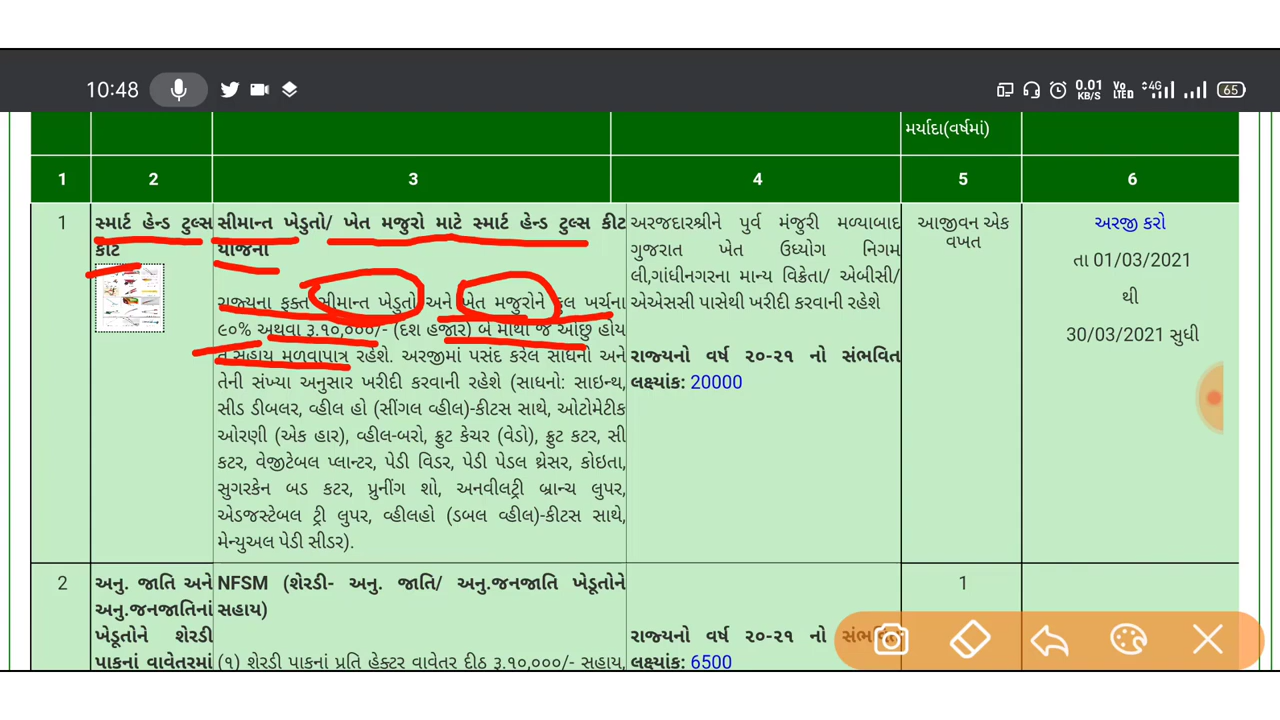 10:48
0.01 KB/S Vo LTED 4G 65
મર્યાદા(વર્ષમાં)
1 2 3 4 5 6
1
સ્માર્ટ હેન્ડ ટુલ્સ
કીટ
સીમાન્ત ખેડુતો/ ખેત મજુરો માટે સ્માર્ટ હેન્ડ ટુલ્સ કીટ
યોજના
રાજ્યના ફક્ત સીમાન્ત ખેડુતો અને ખેત મજુરોને કુલ ખર્ચના
૯૦% અથવા રૂ.૧૦,૦૦૦/- (દશ હજાર) બે માંથી જે ઓછુ હોય
તે સહાય મળવાપાત્ર રહેશે. અરજીમાં પસંદ કરેલ સાધનો અને
તેની સંખ્યા અનુસાર ખરીદી કરવાની રહેશે (સાધનો: સાઇન્થ,
સીડ ડીબલર, વ્હીલ હો (સીંગલ વ્હીલ)-કીટસ સાથે, ઓટોમેટીક
ઓરણી (એક હાર), વ્હીલ-બરો, ફ્રુટ કેચર (વેડો), ફ્રુટ કટર, સી
કટર, વેજીટેબલ પ્લાન્ટર, પેડી વિડર, પેડી પેડલ થ્રેસર, કોઇતા,
સુગરકેન બડ કટર, પ્રુનીંગ શો, અનવીલટ્રી બ્રાન્ચ લુપર,
એડજસ્ટેબલ ટ્રી લુપર, વ્હીલહો (ડબલ વ્હીલ)-કીટસ સાથે,
મેન્યુઅલ પેડી સીડર).
અરજદારશ્રીને પુર્વ મંજુરી મળ્યાબાદ
ગુજરાત ખેત ઉધ્યોગ નિગમ
લી,ગાંધીનગરના માન્ય વિક્રેતા/ એબીસી/
એએસસી પાસેથી ખરીદી કરવાની રહેશે
રાજ્યનો વર્ષ ૨૦-૨૧ નો સંભવિત
લક્ષ્યાંક: 20000
આજીવન એક
વખત
અરજી કરો
તા 01/03/2021
થી
30/03/2021 સુધી
2
અનુ. જાતિ અને
અનુ.જનજાતિનાં
ખેડૂતોને શેરડી
પાકનાં વાવેતરમાં
NFSM (શેરડી- અનુ. જાતિ/ અનુ.જનજાતિ ખેડૂતોને
સહાય)
(૧) શેરડી પાકનાં પ્રતિ હેક્ટર વાવેતર દીઠ રૂ.૧૦,૦૦૦/- સહાય,
રાજ્યનો વર્ષ ૨૦-૨૧ નો સંભવિત
લક્ષ્યાંક: 6500
1